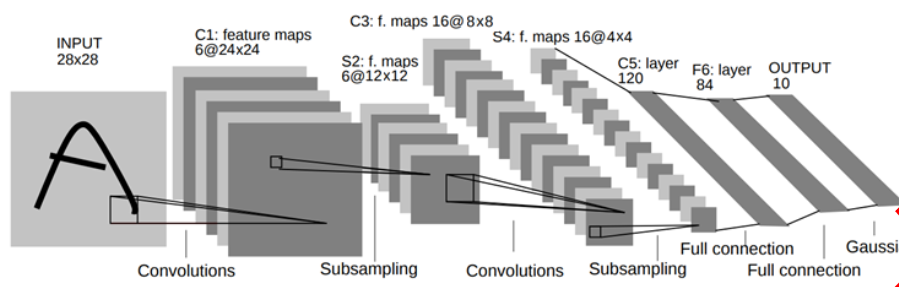 INPUT
28x28
C1: feature maps
6@24x24
S2: f. maps
6@12x12
C3: f. maps 16@8x8
S4: f. maps 16@4x4
C5: layer
120
F6: layer
84
OUTPUT
10
Convolutions
Subsampling
Convolutions
Subsampling
Full connection
Full connection
Gaussi